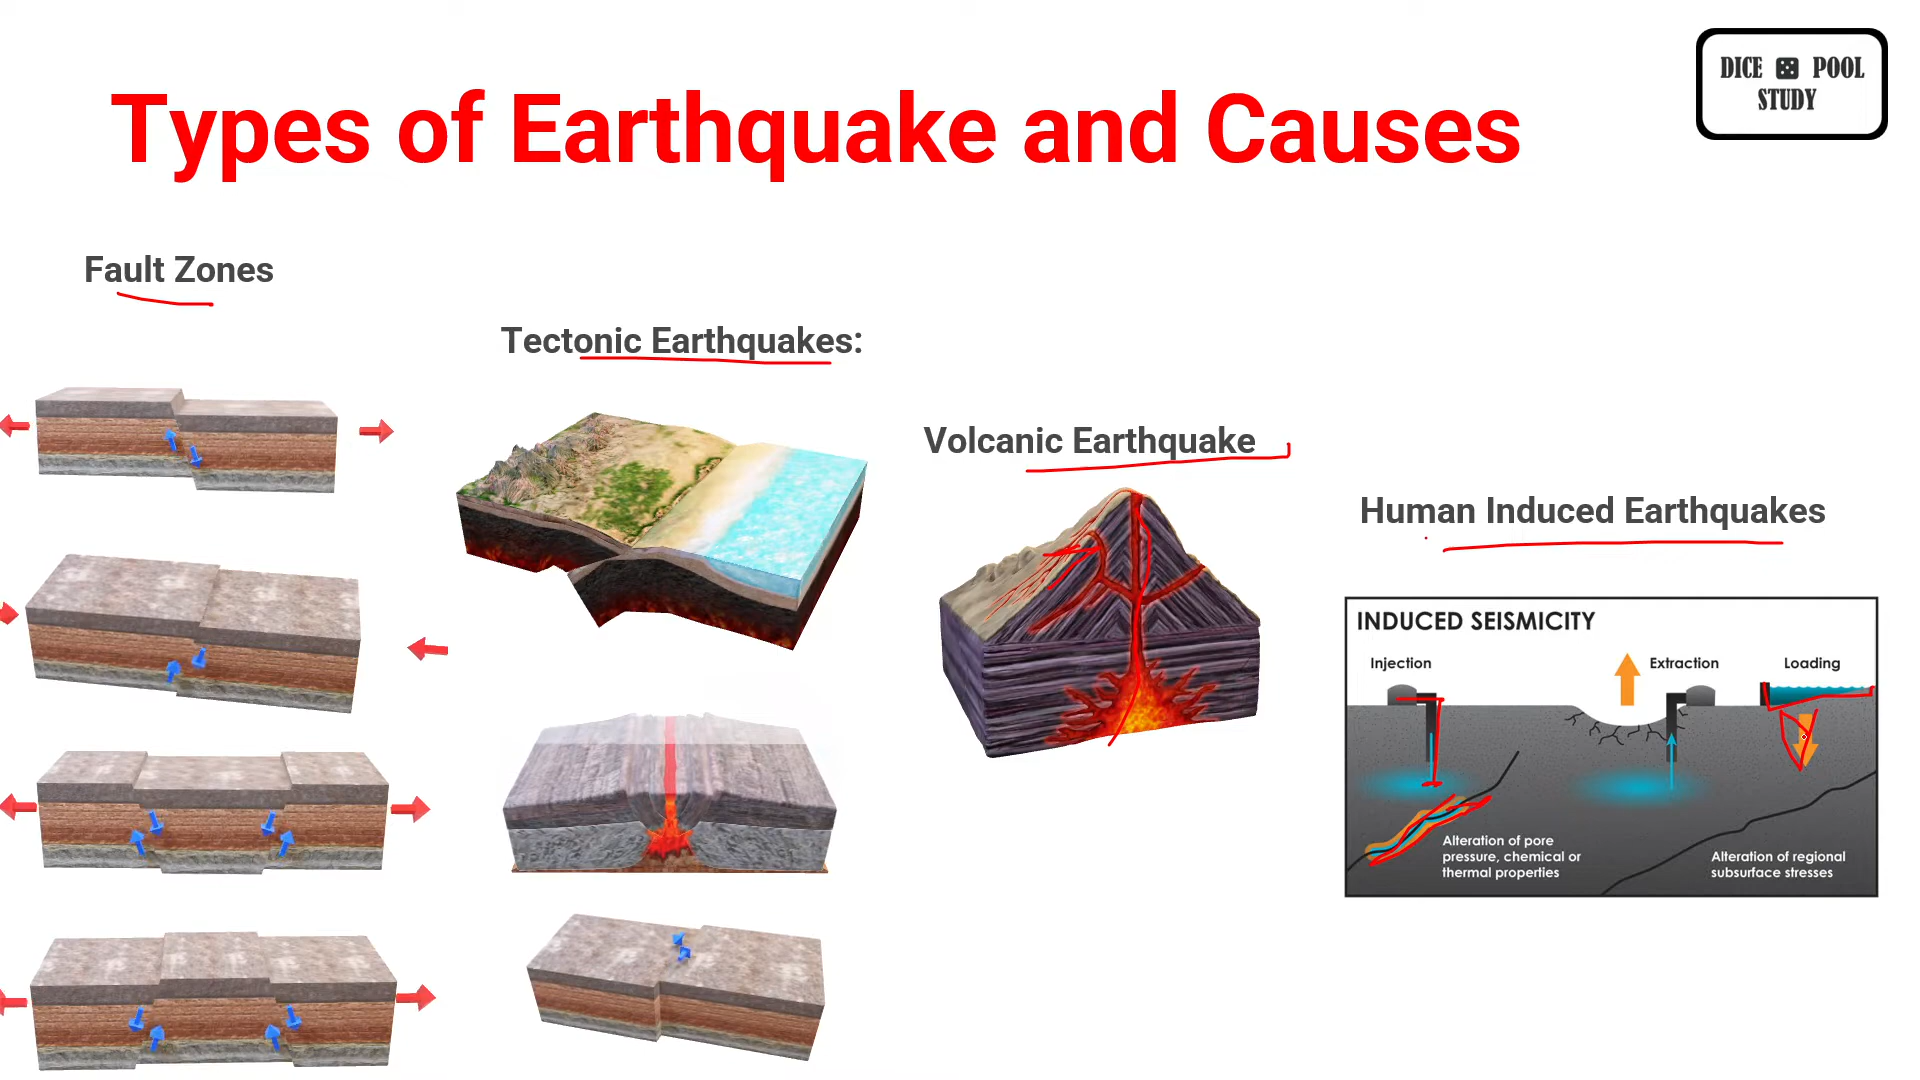 DICE POOL
STUDY
Types of Earthquake and Causes
Fault Zones
Tectonic Earthquakes:
Volcanic Earthquake
Human Induced Earthquakes
INDUCED SEISMICITY
Injection
Extraction
Loading
Alteration of pore
pressure, chemical or
thermal properties
Alteration of regional
subsurface stresses